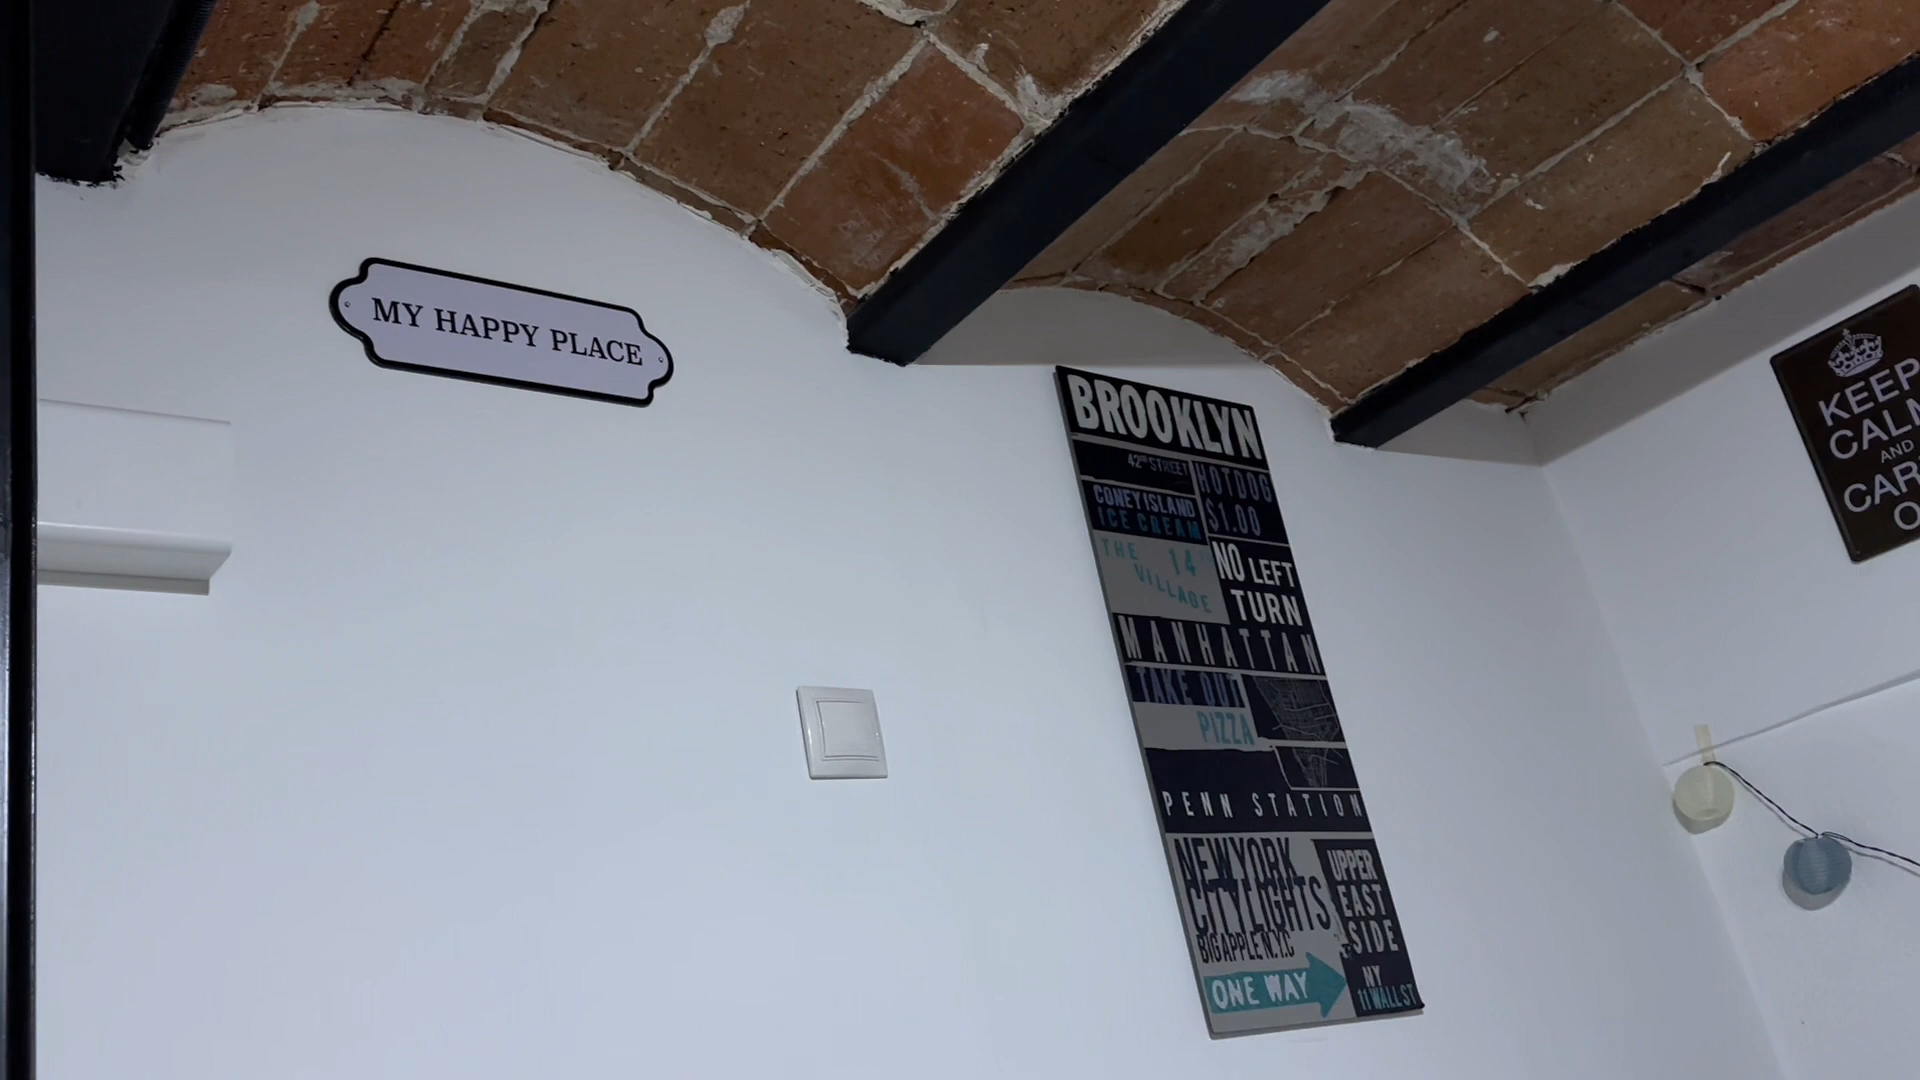 MY HAPPY PLACE
BROOKLYN
42ND STREET
HOTDOG
$1.00
CONEY ISLAND
ICE CREAM
THE 14TH
VILLAGE
NO LEFT
TURN
MANHATTAN
TAKE OUT
PIZZA
PENN STATION
NEWYORK
CITYLIGHTS
BIGAPPLE N.Y.C
ONE WAY
UPPER
EAST
SIDE
NY
11 WALL ST
KEEP
CALM
AND
CAR
O